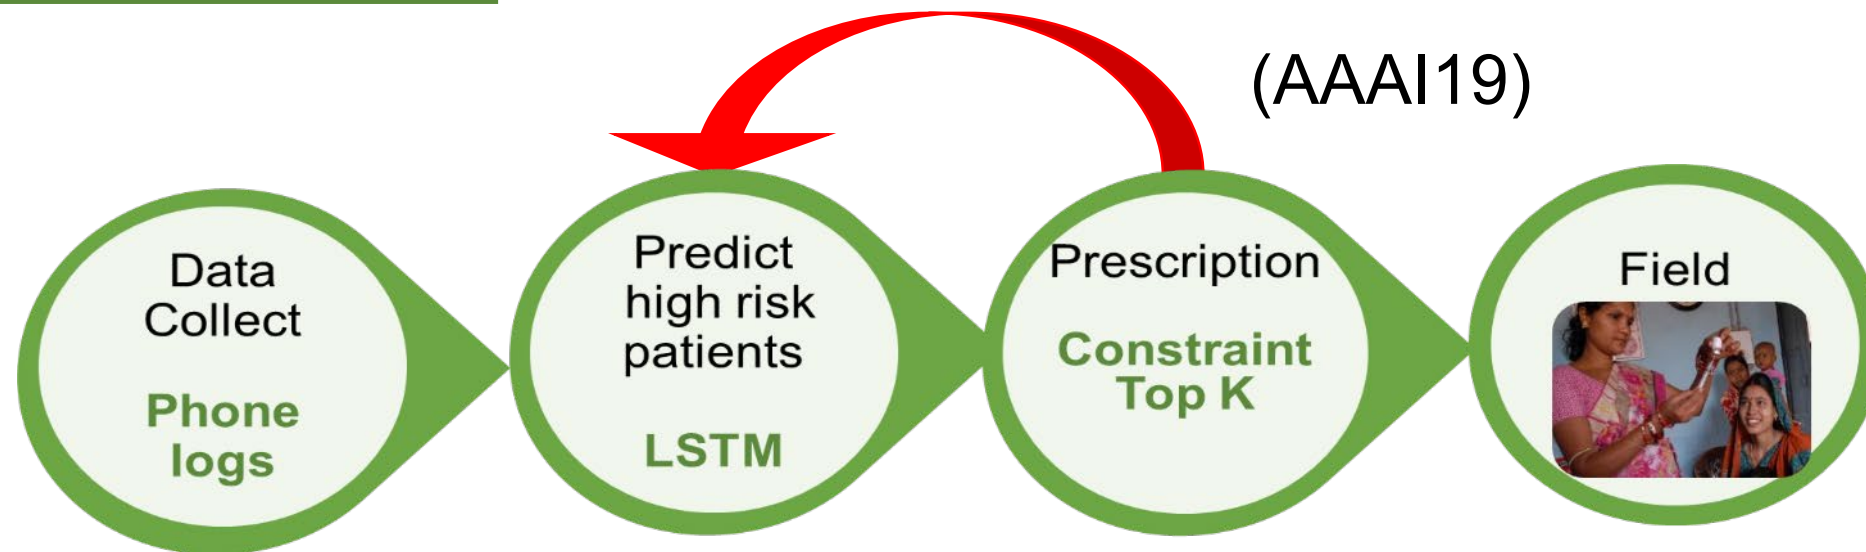 (AAAI19)
Data
Collect
Phone
logs
Predict
high risk
patients
LSTM
Prescription
Constraint
Top K
Field